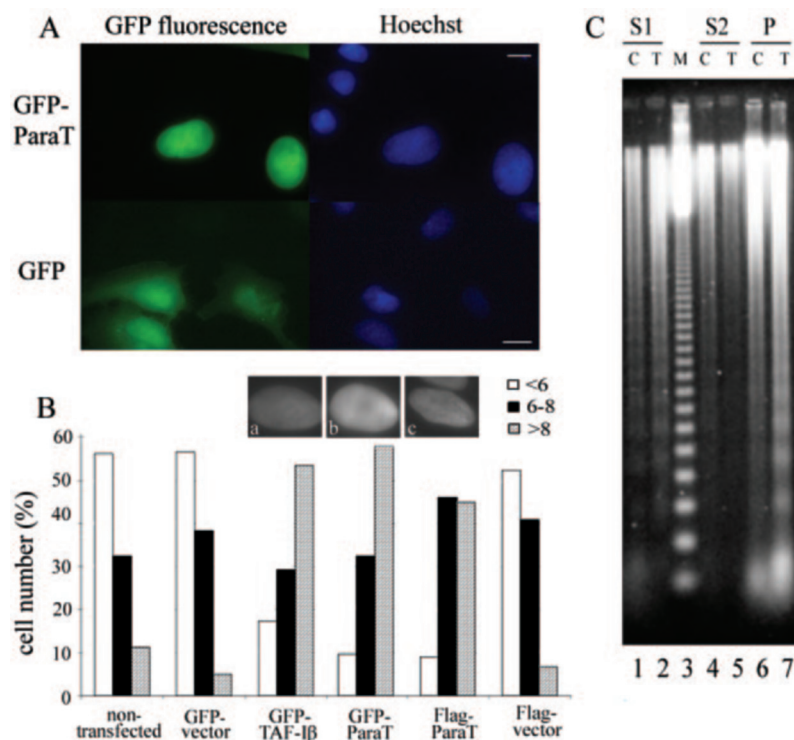 A
GFP fluorescence
Hoechst
GFP-
ParaT
GFP
C
S1 S2 P
C T M C T C T
1 2 3 4 5 6 7
B
a b c
<6
6-8
>8
cell number (%)
60
50
40
30
20
10
0
non-
transfected
GFP-
vector
GFP-
TAF-Iβ
GFP-
ParaT
Flag-
ParaT
Flag-
vector